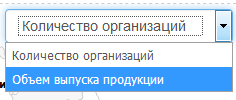 Количество организаций
Количество организаций
Объем выпуска продукции